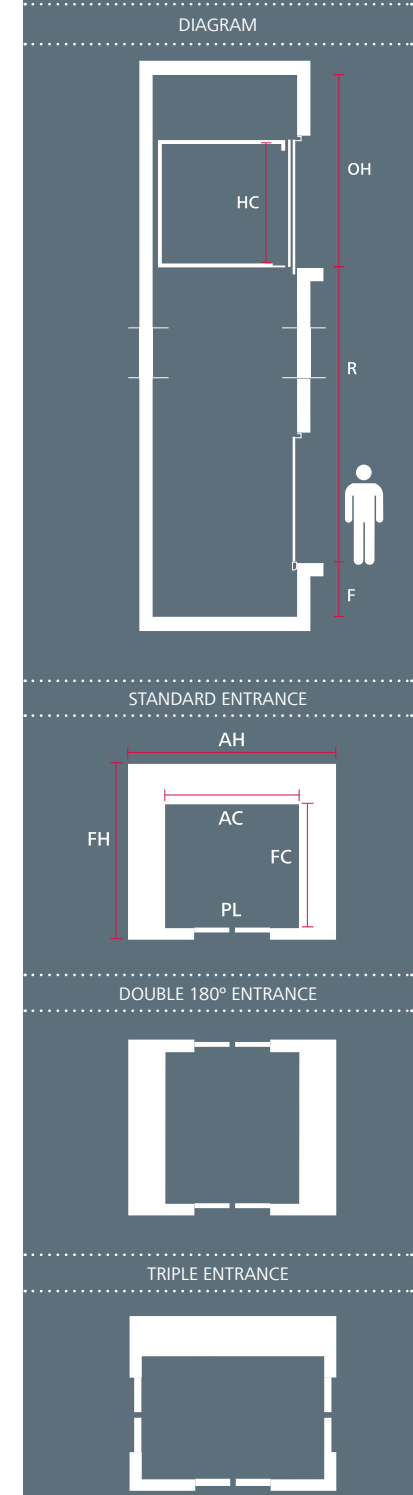 DIAGRAM
OH
HC
R
F
STANDARD ENTRANCE
AH
AC
FH
FC
PL
DOUBLE 180º ENTRANCE
TRIPLE ENTRANCE